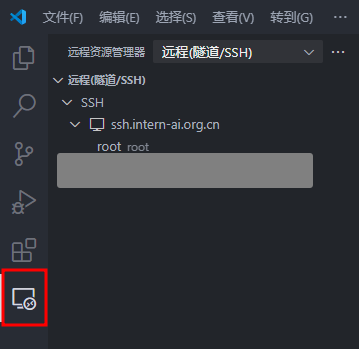 文件(F) 编辑(E) 选择(S) 查看(V) 转到(G) ···
远程资源管理器 远程(隧道/SSH) ···
远程(隧道/SSH)
SSH
ssh.intern-ai.org.cn
root root